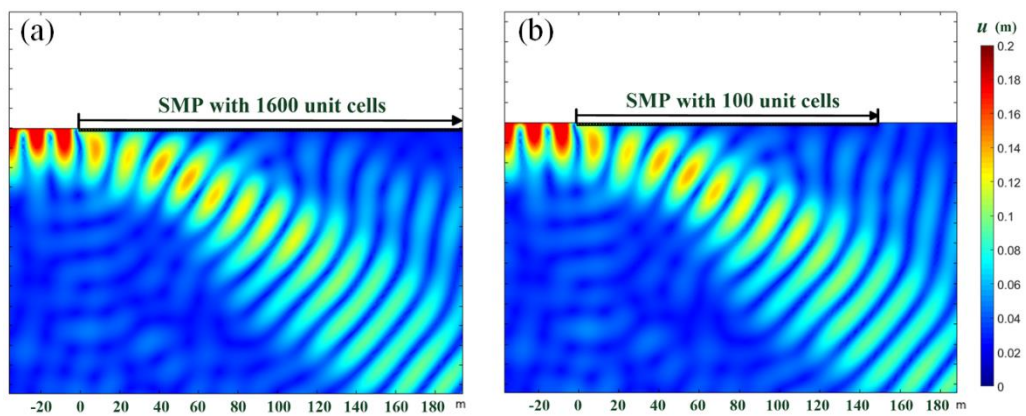 (a)
SMP with 1600 unit cells
-20 0 20 40 60 80 100 120 140 160 180 m
(b)
SMP with 100 unit cells
-20 0 20 40 60 80 100 120 140 160 180 m
u (m)
0.2
0.18
0.16
0.14
0.12
0.1
0.08
0.06
0.04
0.02
0